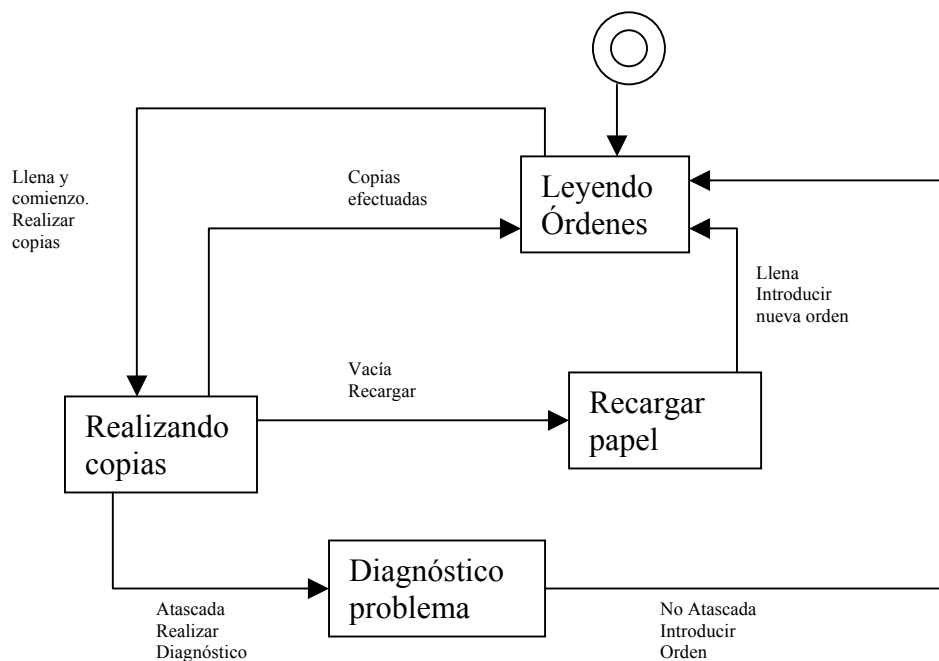 Llena y
comienzo.
Realizar
copias
Copias
efectuadas
Leyendo
Órdenes
Llena
Introducir
nueva orden
Vacía
Recargar
Recargar
papel
Realizando
copias
Diagnóstico
problema
Atascada
Realizar
Diagnóstico
No Atascada
Introducir
Orden